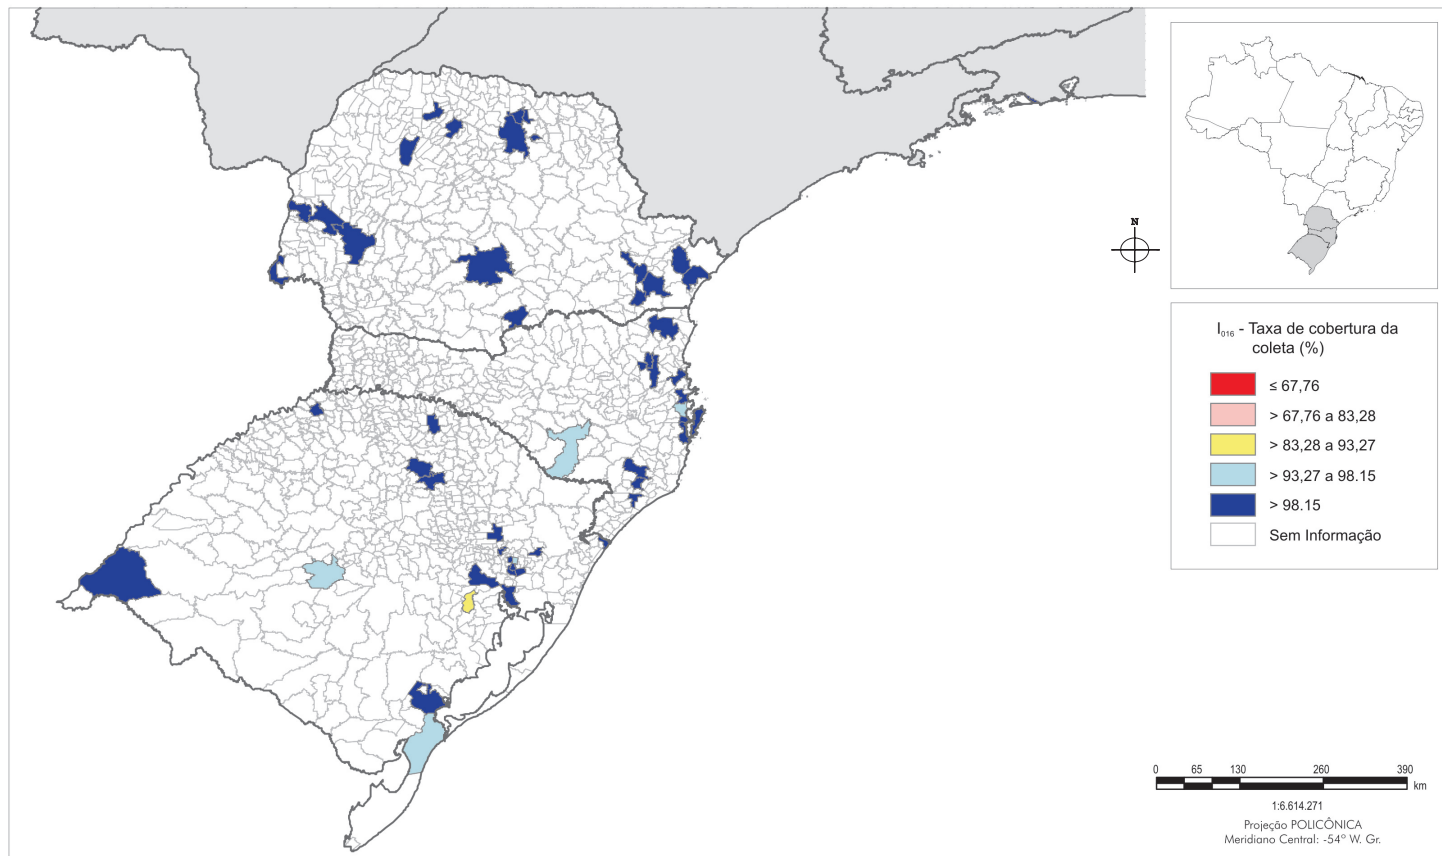 N
I016 - Taxa de cobertura da
coleta (%)
≤ 67,76
> 67,76 a 83,28
> 83,28 a 93,27
> 93,27 a 98.15
> 98.15
Sem Informação
0 65 130 260 390
km
1:6.614.271
Projeção POLICÔNICA
Meridiano Central: -54º W. Gr.